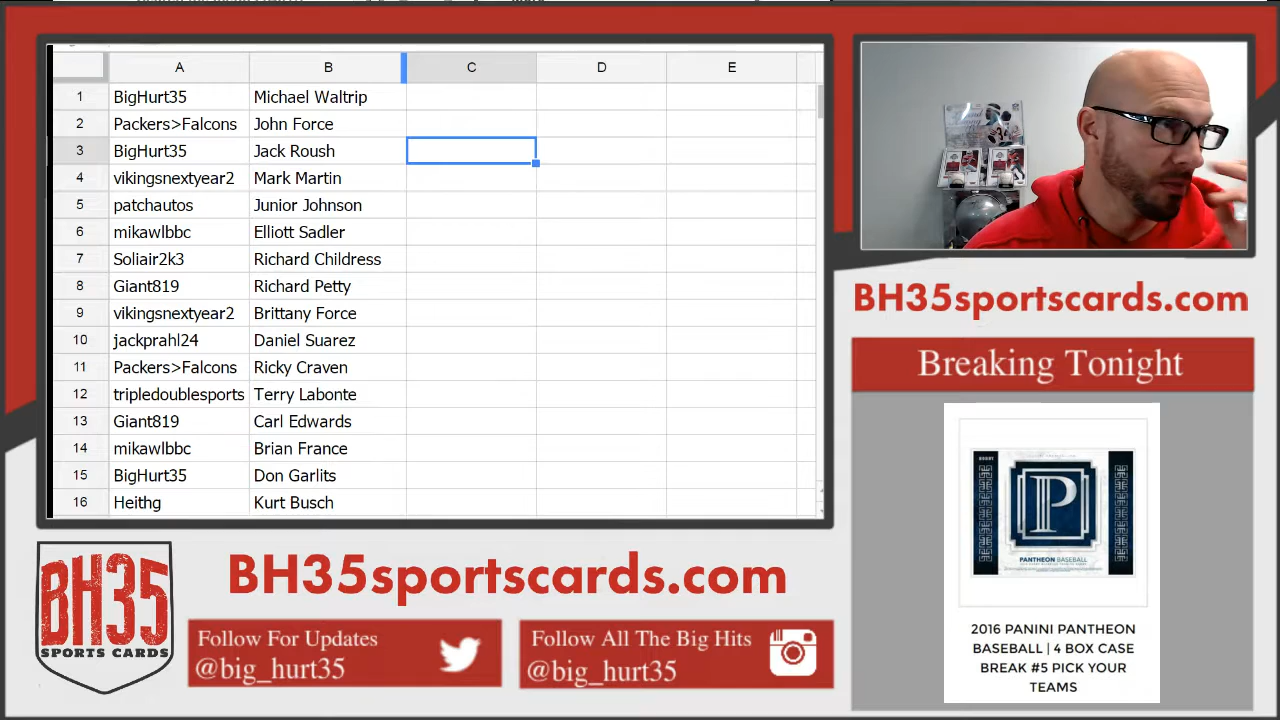 A B C D E
1 BigHurt35 Michael Waltrip
2 Packers>Falcons John Force
3 BigHurt35 Jack Roush
4 vikingsnextyear2 Mark Martin
5 patchautos Junior Johnson
6 mikawlbbc Elliott Sadler
7 Soliair2k3 Richard Childress
8 Giant819 Richard Petty
9 vikingsnextyear2 Brittany Force
10 jackprahl24 Daniel Suarez
11 Packers>Falcons Ricky Craven
12 tripledoublesports Terry Labonte
13 Giant819 Carl Edwards
14 mikawlbbc Brian France
15 BigHurt35 Don Garlits
16 Heithg Kurt Busch
BH35sportscards.com
Breaking Tonight
P
PANTHEON BASEBALL
2016 PANINI PANTHEON
BASEBALL | 4 BOX CASE
BREAK #5 PICK YOUR
TEAMS
BH35
SPORTS CARDS
BH35sportscards.com
Follow For Updates
@big_hurt35
Follow All The Big Hits
@big_hurt35